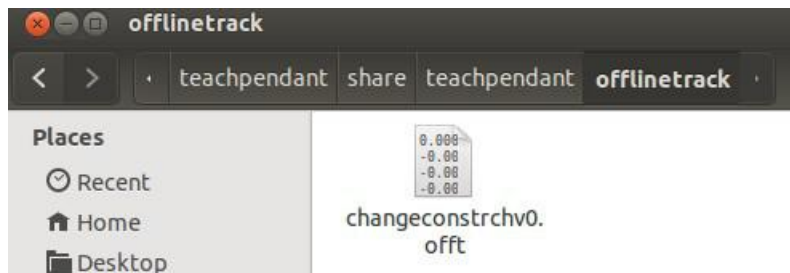 offlinetrack
teachpendant share teachpendant offlinetrack
Places
Recent
Home
Desktop
0.000
-0.00
-0.00
-0.00
changeconstrchv0.
offt